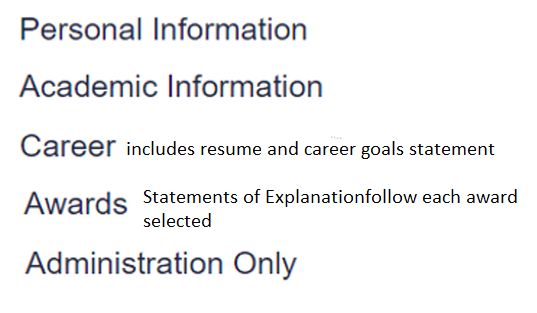 Personal Information
Academic Information
Career includes resume and career goals statement
Awards Statements of Explanationfollow each award
selected
Administration Only